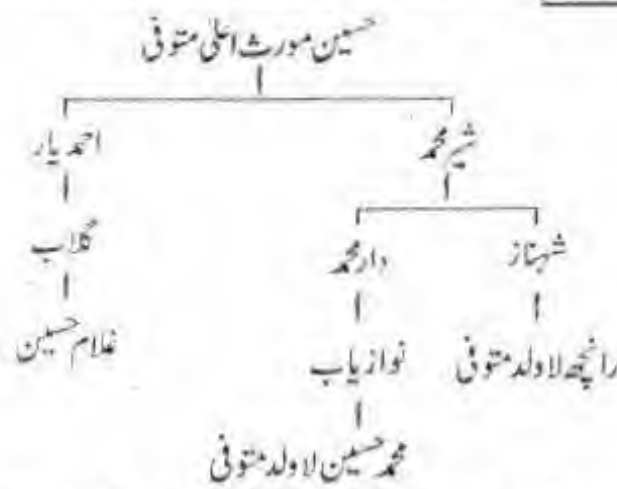 حسین مورث اعلیٰ متوفی
شیر محمد احمد یار
شہناز دار محمد گلاب
رانجھ لاولد متوفی نواز یاب غلام حسین
محمد حسین لاولد متوفی